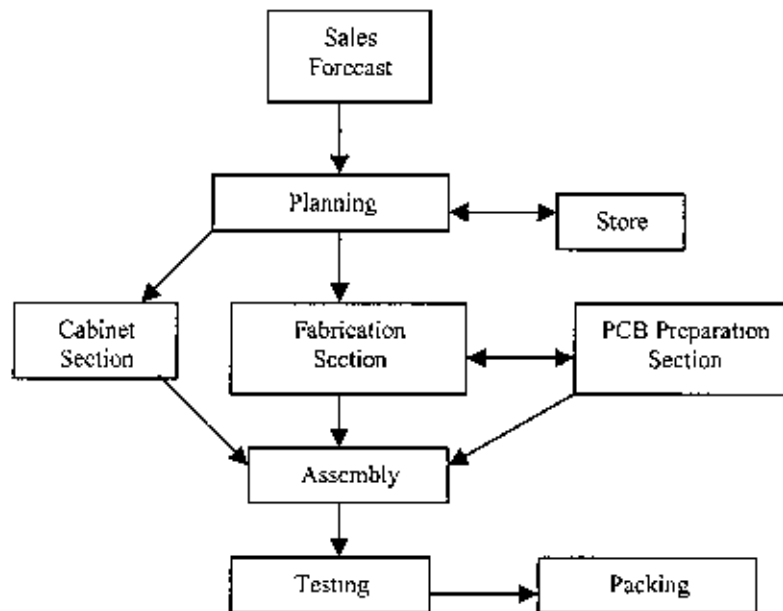 Sales
Forecast
Planning
Store
Cabinet
Section
Fabrication
Section
PCB Preparation
Section
Assembly
Testing
Packing